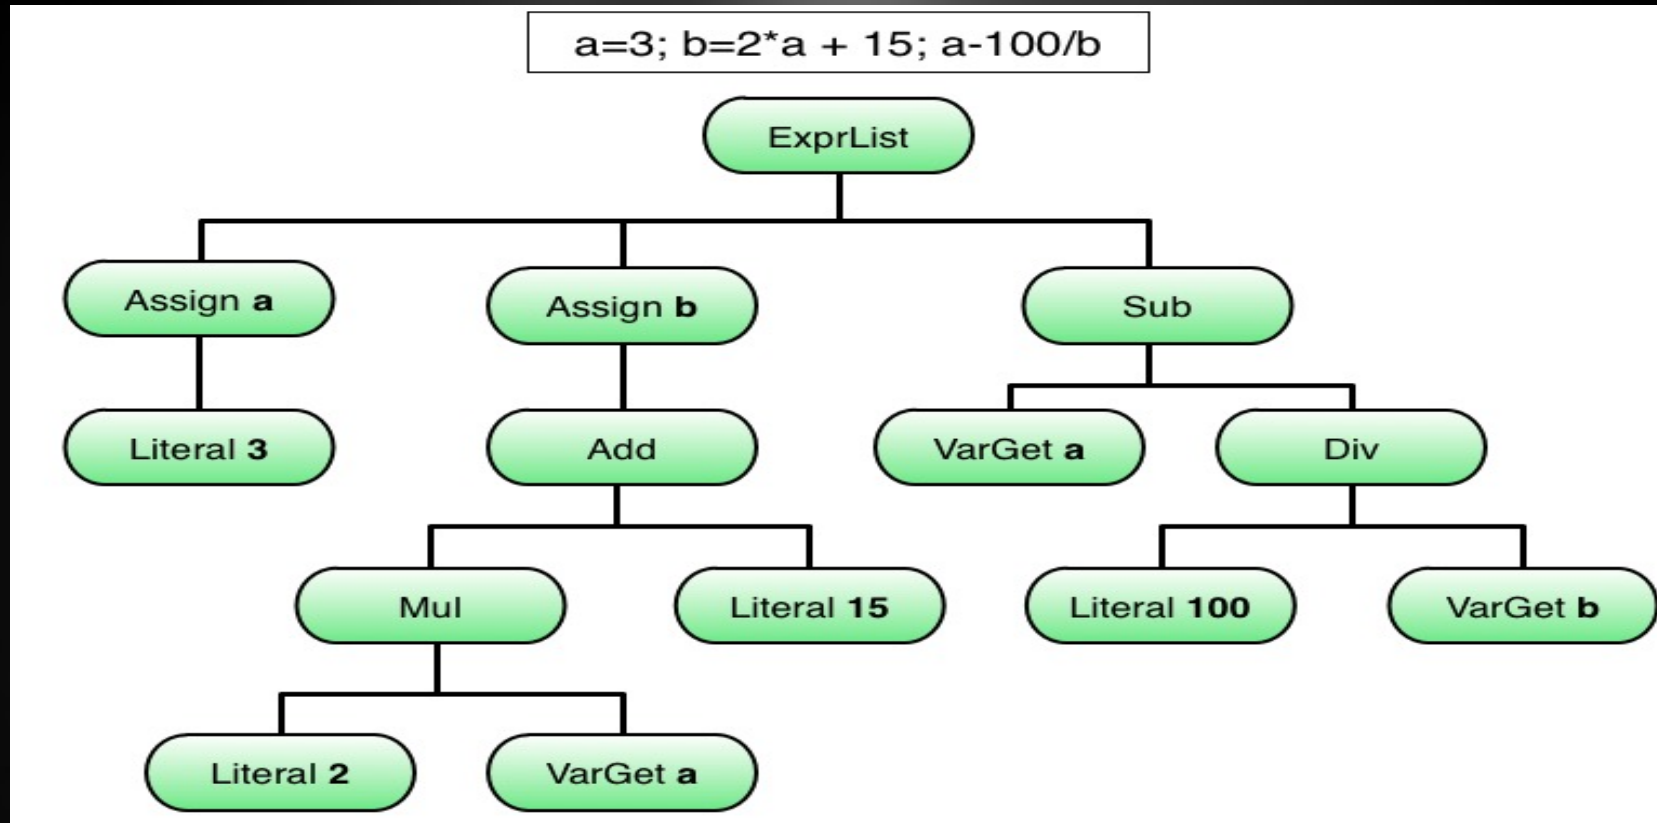 a=3; b=2*a + 15; a-100/b
ExprList
Assign a
Assign b
Sub
Literal 3
Add
VarGet a
Div
Mul
Literal 15
Literal 100
VarGet b
Literal 2
VarGet a